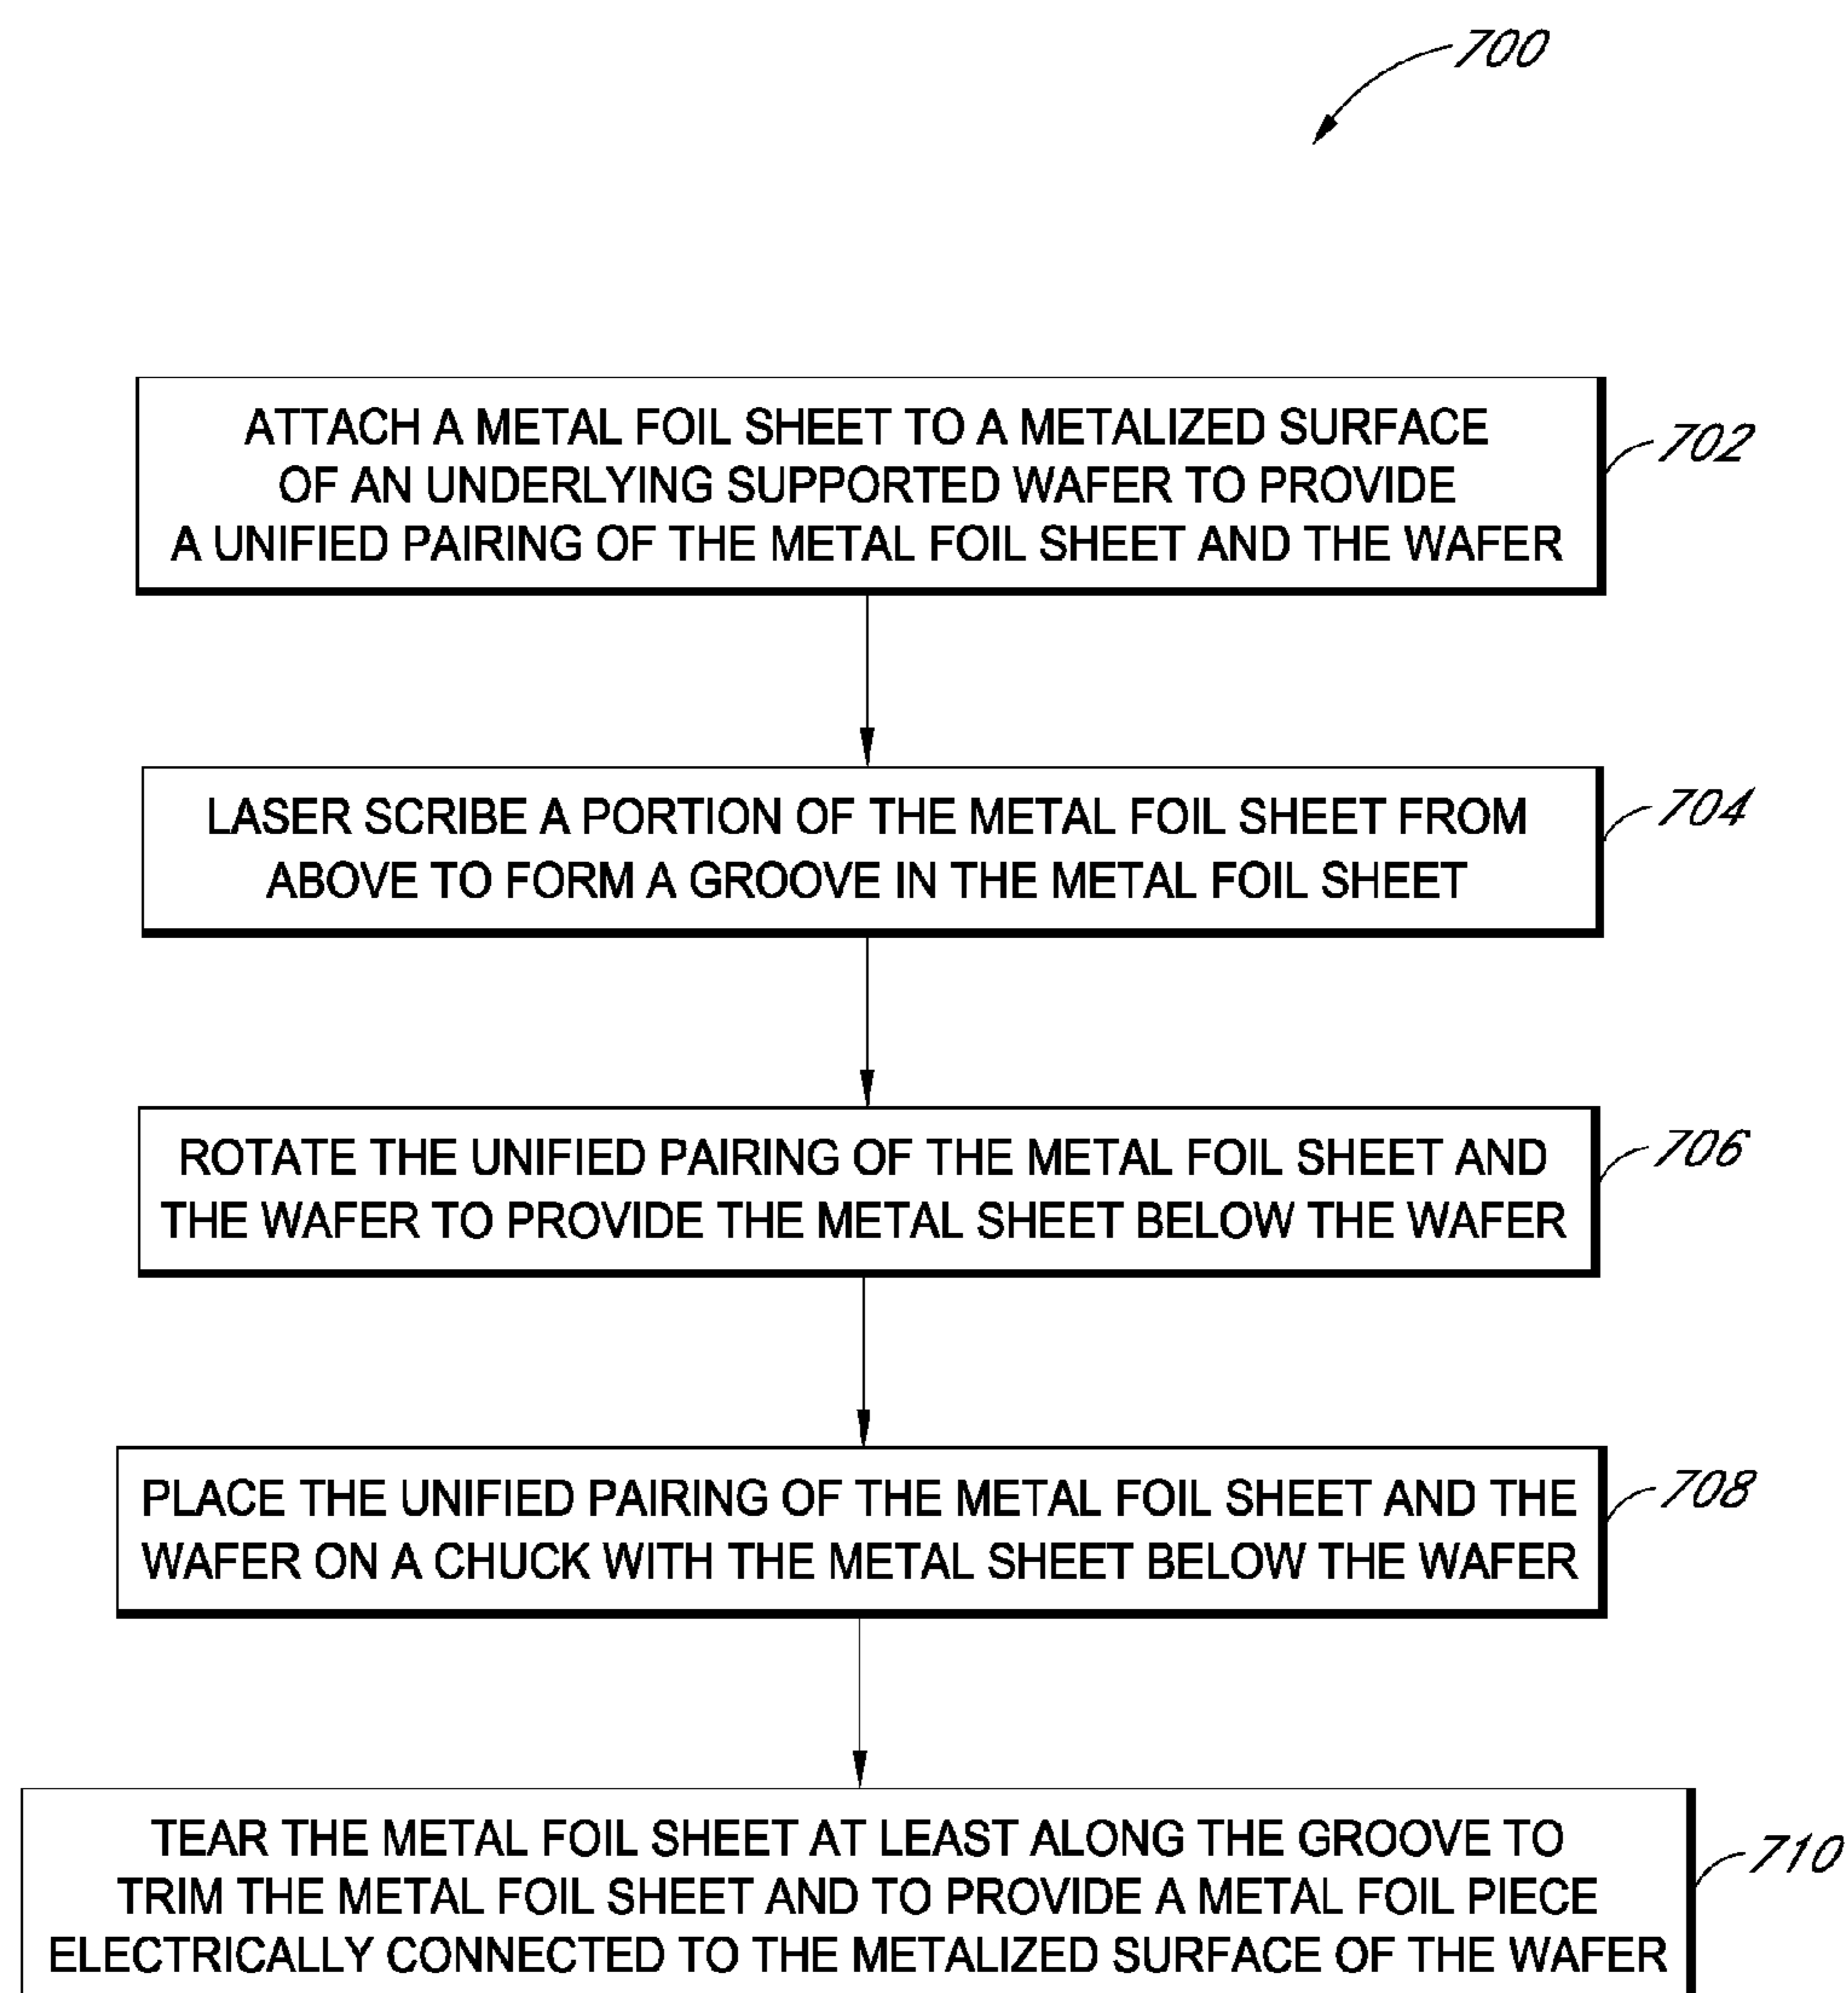 700
ATTACH A METAL FOIL SHEET TO A METALIZED SURFACE
OF AN UNDERLYING SUPPORTED WAFER TO PROVIDE
A UNIFIED PAIRING OF THE METAL FOIL SHEET AND THE WAFER
702
LASER SCRIBE A PORTION OF THE METAL FOIL SHEET FROM
ABOVE TO FORM A GROOVE IN THE METAL FOIL SHEET
704
ROTATE THE UNIFIED PAIRING OF THE METAL FOIL SHEET AND
THE WAFER TO PROVIDE THE METAL SHEET BELOW THE WAFER
706
PLACE THE UNIFIED PAIRING OF THE METAL FOIL SHEET AND THE
WAFER ON A CHUCK WITH THE METAL SHEET BELOW THE WAFER
708
TEAR THE METAL FOIL SHEET AT LEAST ALONG THE GROOVE TO
TRIM THE METAL FOIL SHEET AND TO PROVIDE A METAL FOIL PIECE
ELECTRICALLY CONNECTED TO THE METALIZED SURFACE OF THE WAFER
710